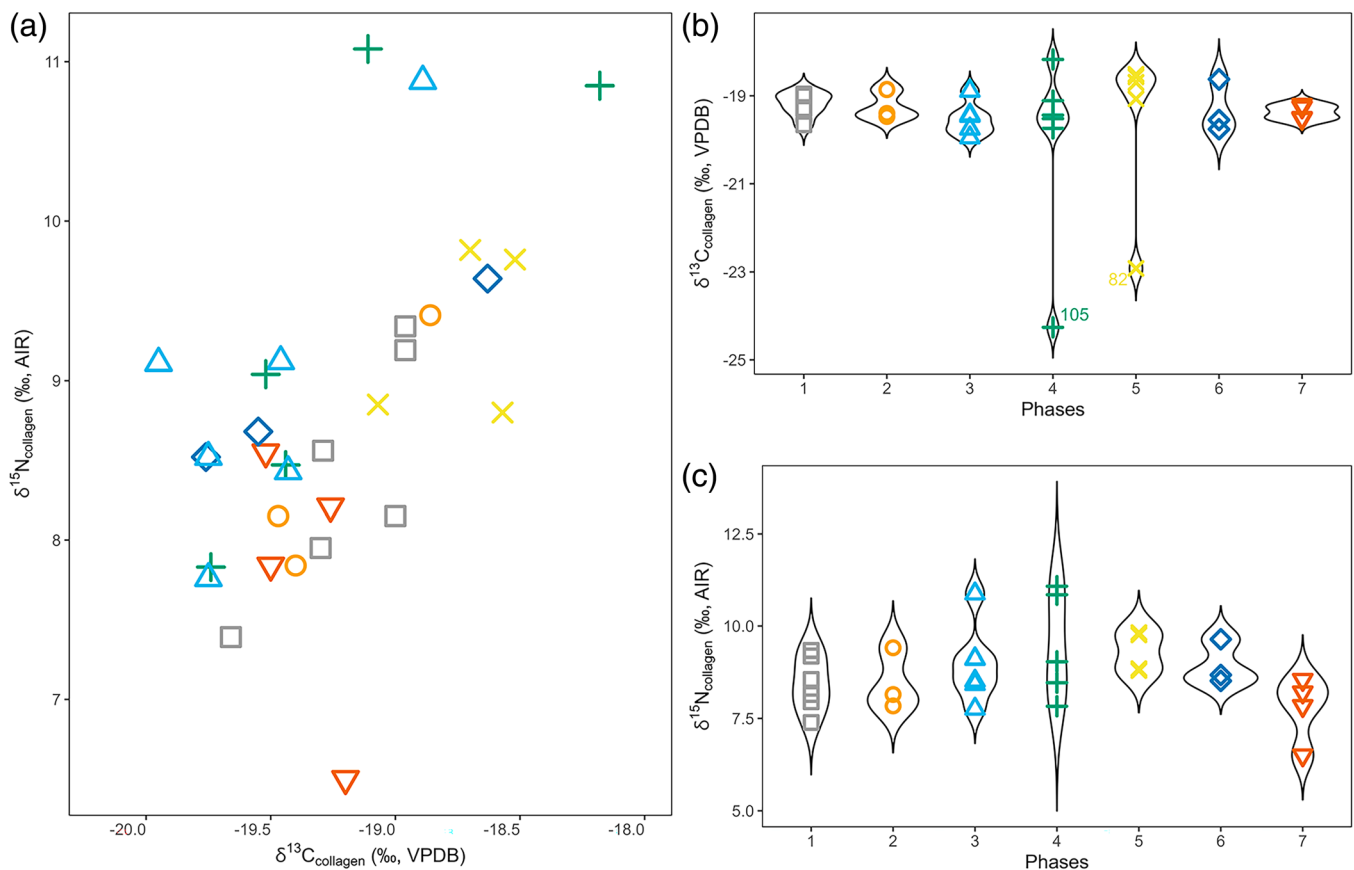 (a)
11
10
9
8
7
δ15Ncollagen (‰, AIR)
-20.0 -19.5 -19.0 -18.5 -18.0
δ13Ccollagen (‰, VPDB)
(b)
-19
-21
-23
-25
δ13Ccollagen (‰, VPDB)
82
105
1 2 3 4 5 6 7
Phases
(c)
12.5
10.0
7.5
5.0
δ15Ncollagen (‰, AIR)
1 2 3 4 5 6 7
Phases